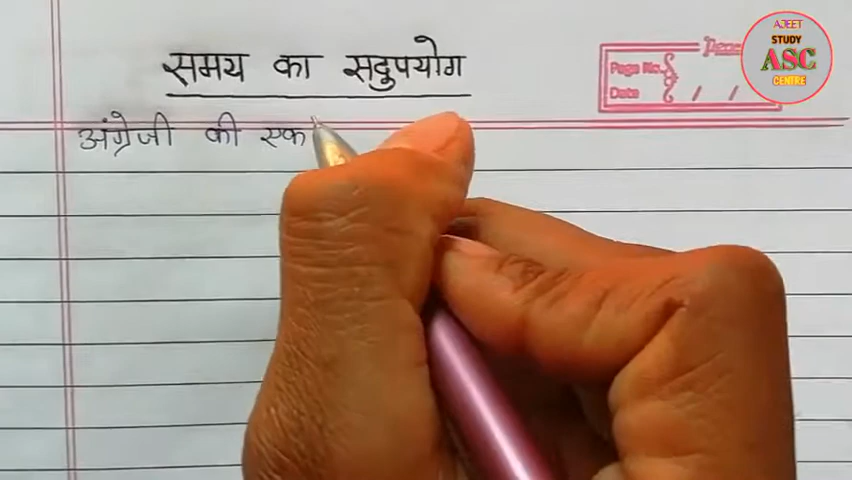 समय का सदुपयोग
अंग्रेजी की एक
Page No.
Date / /
AJEET
STUDY
ASC
CENTRE